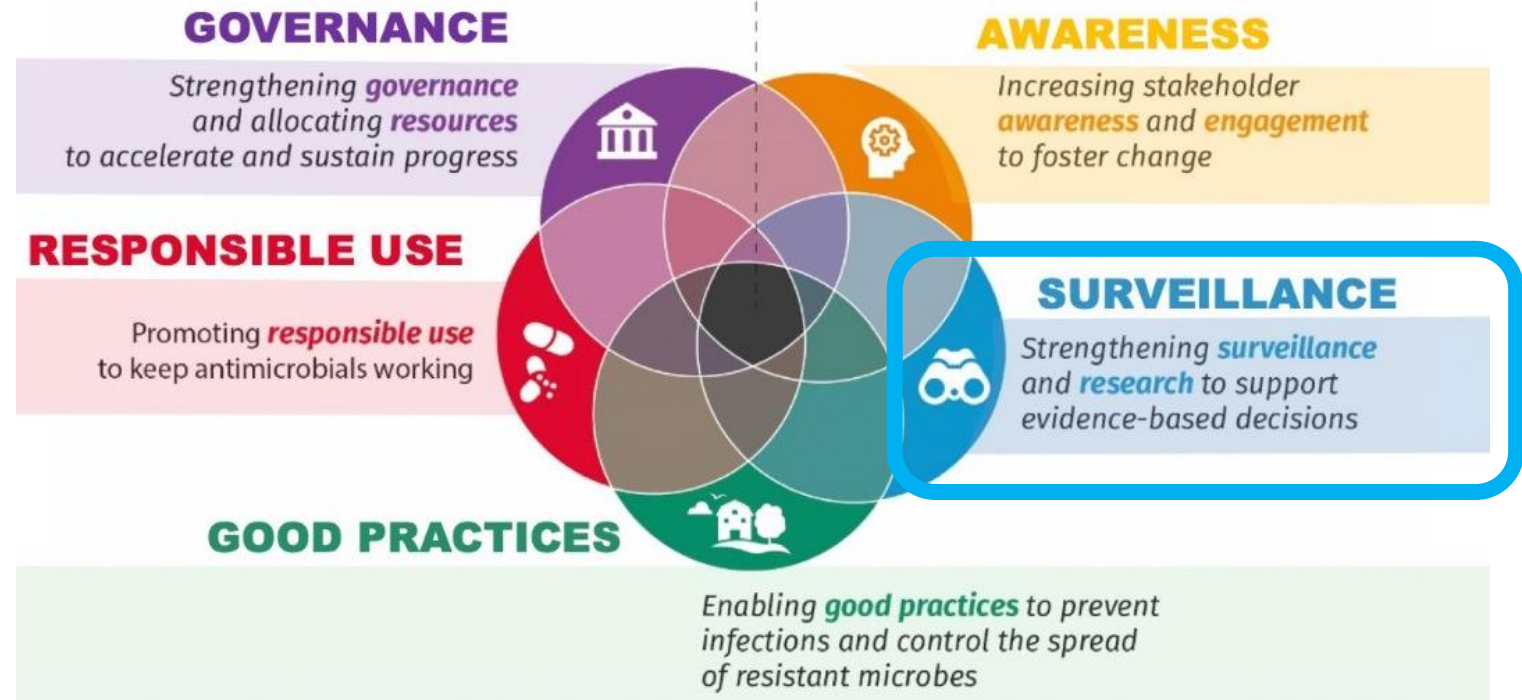 GOVERNANCE
Strengthening governance
and allocating resources
to accelerate and sustain progress
AWARENESS
Increasing stakeholder
awareness and engagement
to foster change
RESPONSIBLE USE
Promoting responsible use
to keep antimicrobials working
SURVEILLANCE
Strengthening surveillance
and research to support
evidence-based decisions
GOOD PRACTICES
Enabling good practices to prevent
infections and control the spread
of resistant microbes